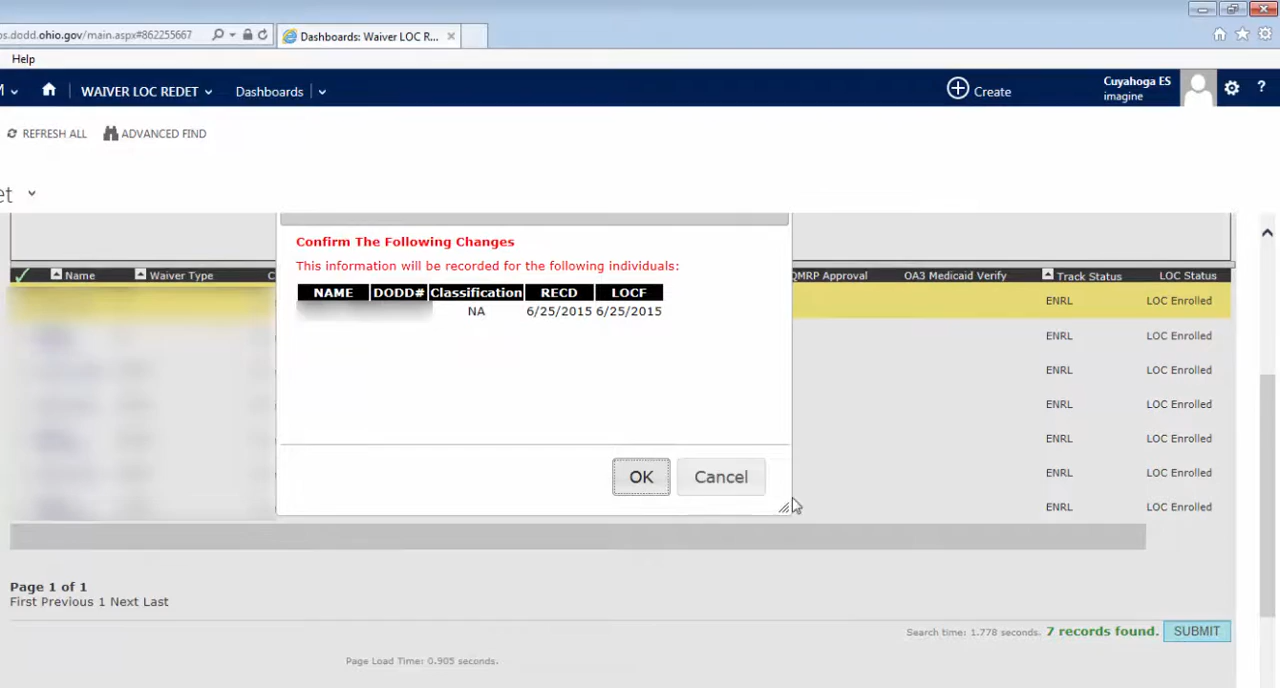 os.dodd.ohio.gov/main.aspx#862255667 Dashboards: Waiver LOC R...
Help
WAIVER LOC REDET Dashboards Create Cuyahoga ES
imagine ?
REFRESH ALL ADVANCED FIND
et
Confirm The Following Changes
This information will be recorded for the following individuals:
NAME DODD# Classification RECD LOCF
NA 6/25/2015 6/25/2015
OK Cancel
Name Waiver Type C QMRP Approval OA3 Medicaid Verify Track Status LOC Status
ENRL LOC Enrolled
ENRL LOC Enrolled
ENRL LOC Enrolled
ENRL LOC Enrolled
ENRL LOC Enrolled
ENRL LOC Enrolled
ENRL LOC Enrolled
Page 1 of 1
First Previous 1 Next Last
Search time: 1.778 seconds. 7 records found. SUBMIT
Page Load Time: 0.905 seconds.